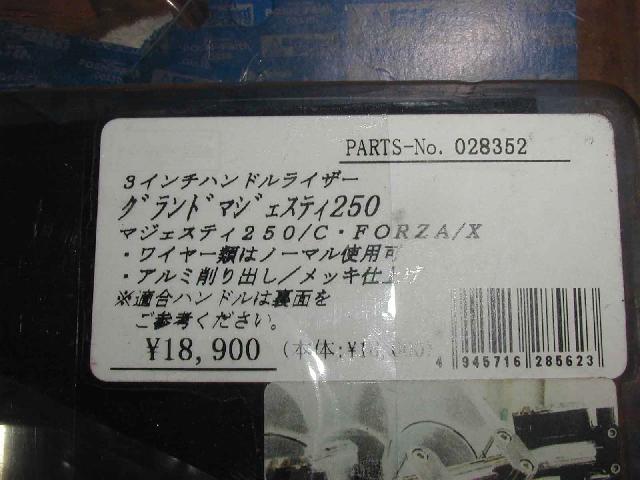 PARTS-No. 028352
3インチハンドルライザー
グランドマジェスティ250
マジェスティ250/C・FORZA/X
・ワイヤー類はノーマル使用可
・アルミ削り出し/メッキ仕上げ
※適合ハンドルは裏面を
ご参考ください。
¥18,900 (本体:¥18,000)
4 945716 285623